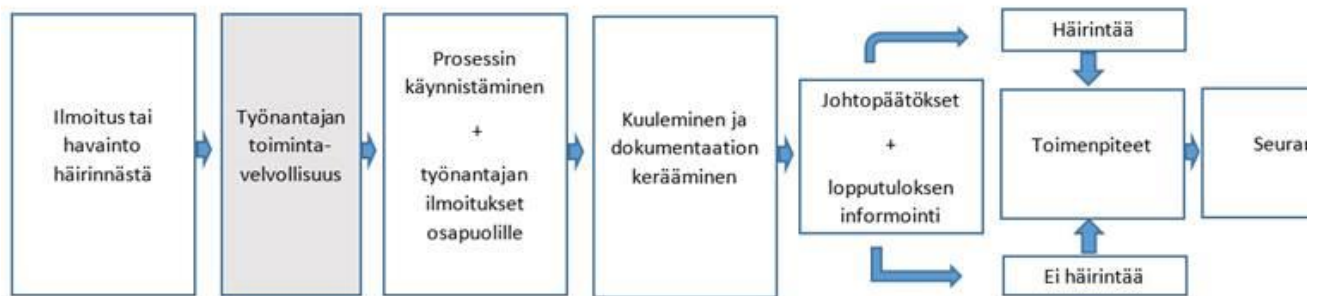 Ilmoitus tai
havainto
häirinnästä
Työnantajan
toiminta-
velvollisuus
Prosessin
käynnistäminen
+
työnantajan
ilmoitukset
osapuolille
Kuuleminen ja
dokumentaation
kerääminen
Johtopäätökset
+
lopputuloksen
informointi
Häirintää
Toimenpiteet
Ei häirintää